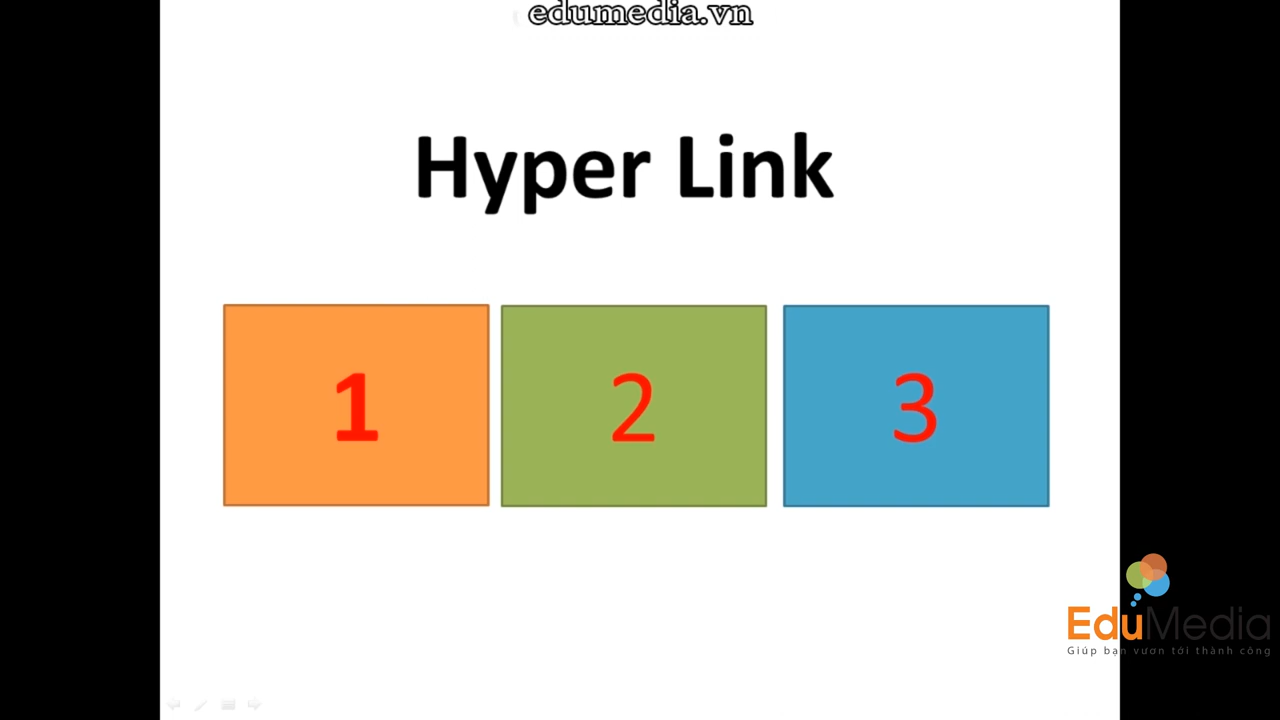 edumedia.vn
Hyper Link
1 2 3
EduMedia
Giúp bạn vươn tới thành công